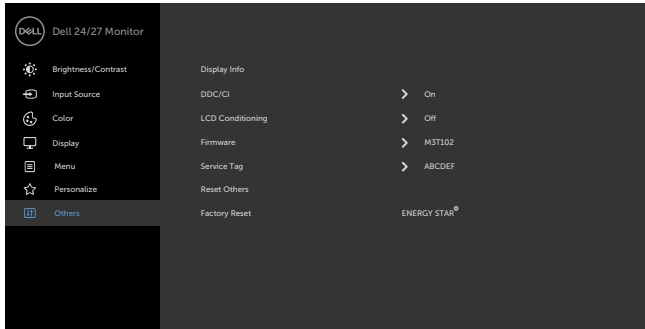 DELL Dell 24/27 Monitor
Brightness/Contrast
Input Source
Color
Display
Menu
Personalize
Others
Display Info
DDC/CI > On
LCD Conditioning > Off
Firmware > M3T102
Service Tag > ABCDEF
Reset Others
Factory Reset ENERGY STAR®